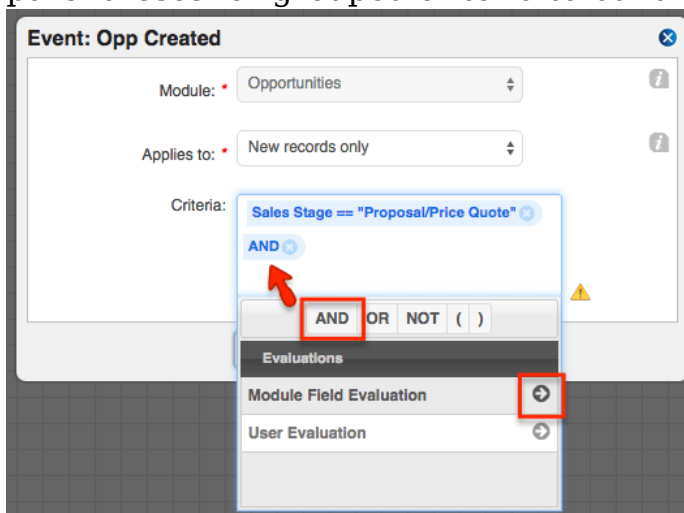 Event: Opp Created
Module: * Opportunities
Applies to: * New records only
Criteria: Sales Stage == "Proposal/Price Quote"
AND
AND OR NOT ( )
Evaluations
Module Field Evaluation
User Evaluation